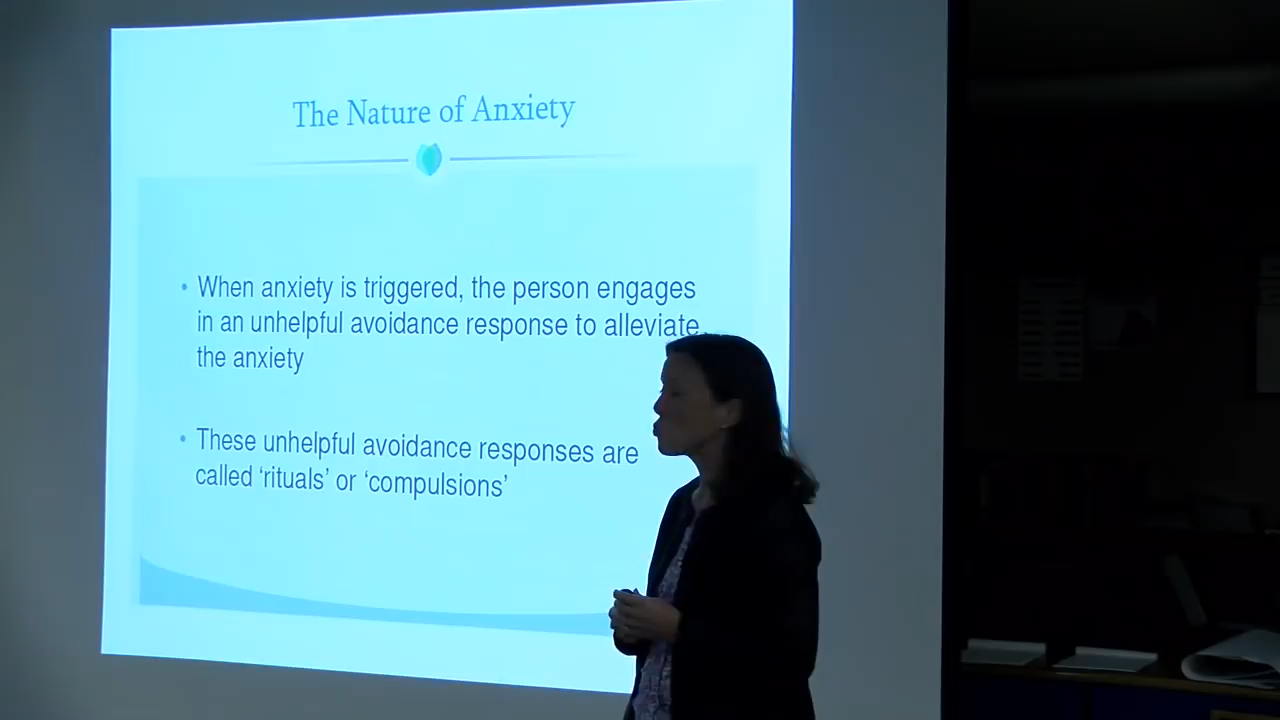 The Nature of Anxiety
• When anxiety is triggered, the person engages
in an unhelpful avoidance response to alleviate
the anxiety
• These unhelpful avoidance responses are
called ‘rituals’ or ‘compulsions’